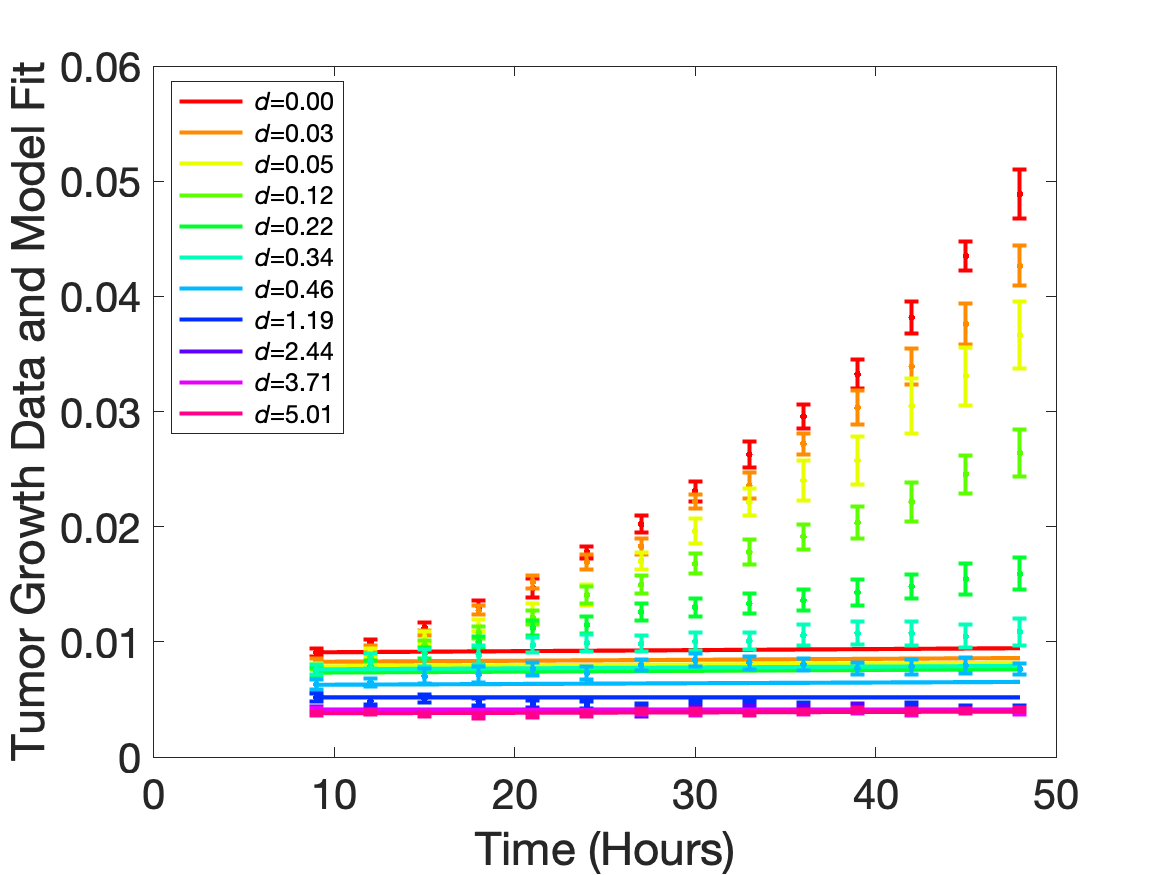 Tumor Growth Data and Model Fit
0.06
0.05
0.04
0.03
0.02
0.01
0
d=0.00
d=0.03
d=0.05
d=0.12
d=0.22
d=0.34
d=0.46
d=1.19
d=2.44
d=3.71
d=5.01
0 10 20 30 40 50
Time (Hours)